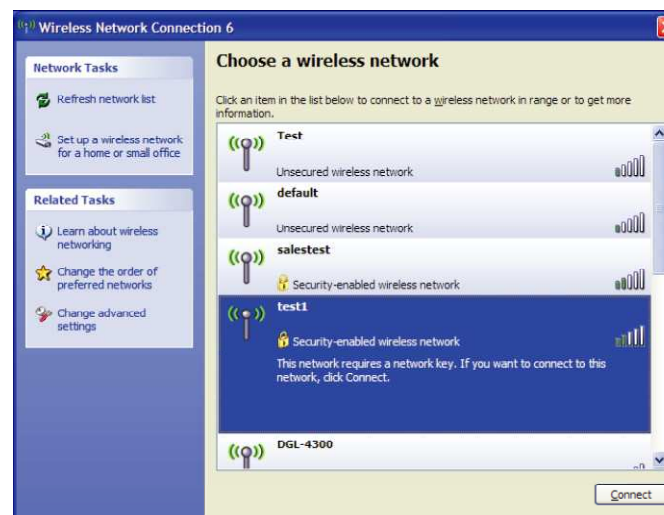 Wireless Network Connection 6
Network Tasks
Refresh network list
Set up a wireless network
for a home or small office
Related Tasks
Learn about wireless
networking
Change the order of
preferred networks
Change advanced
settings
Choose a wireless network
Click an item in the list below to connect to a wireless network in range or to get more
information.
Test
Unsecured wireless network
default
Unsecured wireless network
salestest
Security-enabled wireless network
test1
Security-enabled wireless network
This network requires a network key. If you want to connect to this
network, click Connect.
DGL-4300
Connect